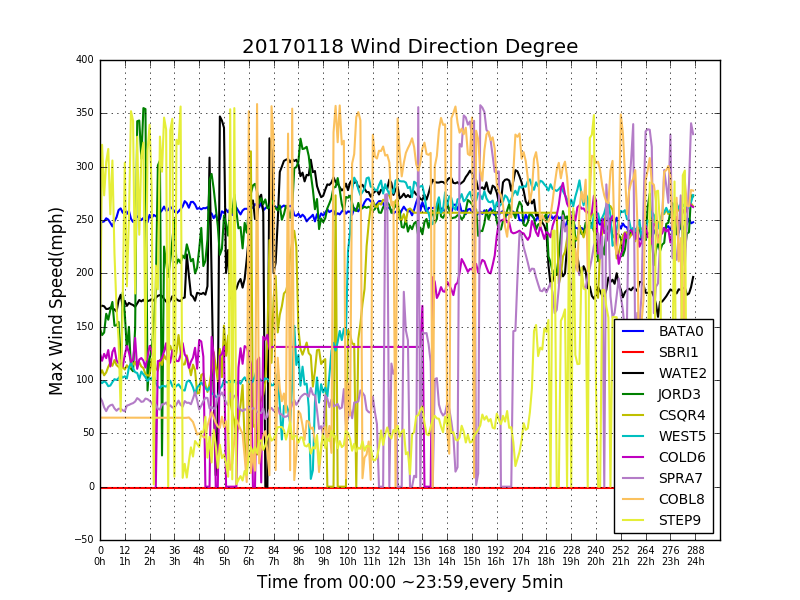 20170118 Wind Direction Degree
400
350
300
250
200
150
100
50
0
−50
Max Wind Speed(mph)
BATA0
SBRI1
WATE2
JORD3
CSQR4
WEST5
COLD6
SPRA7
COBL8
STEP9
0 12 24 36 48 60 72 84 96 108 120 132 144 156 168 180 192 204 216 228 240 252 264 276 288
0h 1h 2h 3h 4h 5h 6h 7h 8h 9h 10h 11h 12h 13h 14h 15h 16h 17h 18h 19h 20h 21h 22h 23h 24h
Time from 00:00 ~23:59,every 5min